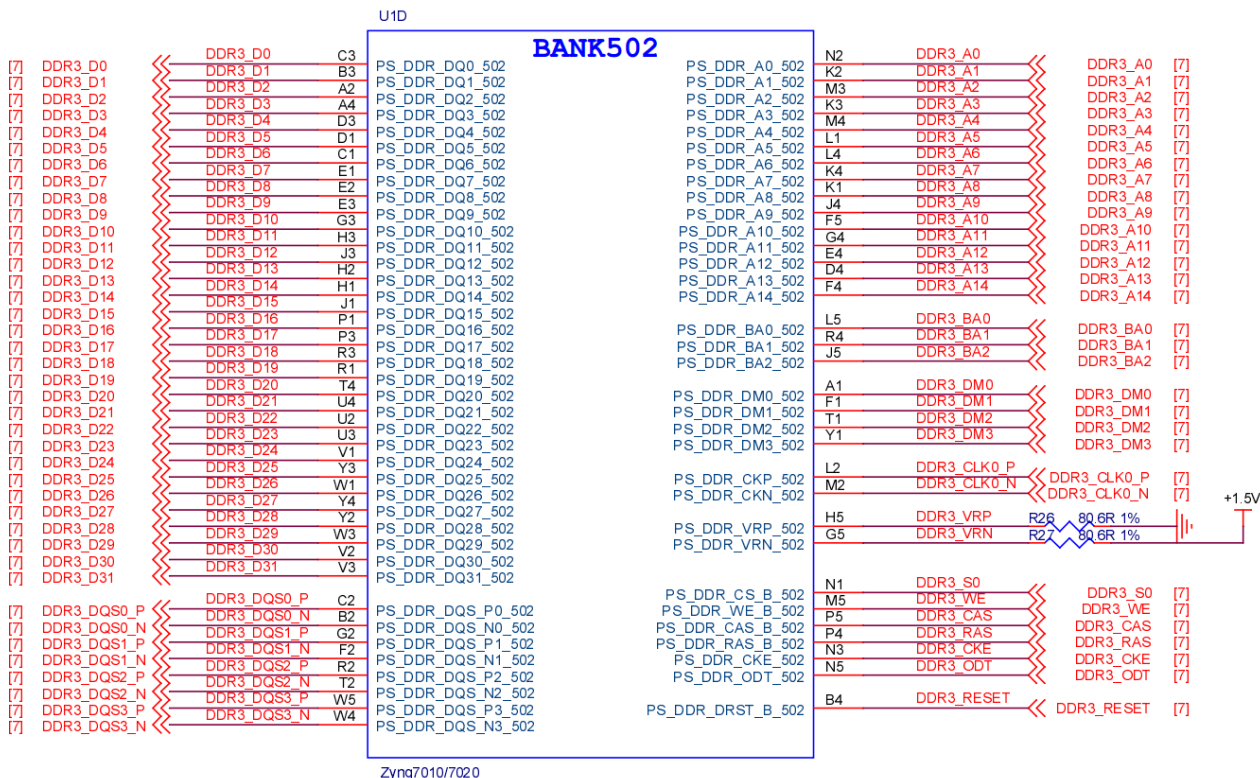 U1D
BANK502
[7] DDR3_D0 DDR3_D0 C3 PS_DDR_DQ0_502 PS_DDR_A0_502 N2 DDR3_A0 DDR3_A0 [7]
[7] DDR3_D1 DDR3_D1 B3 PS_DDR_DQ1_502 PS_DDR_A1_502 K2 DDR3_A1 DDR3_A1 [7]
[7] DDR3_D2 DDR3_D2 A2 PS_DDR_DQ2_502 PS_DDR_A2_502 M3 DDR3_A2 DDR3_A2 [7]
[7] DDR3_D3 DDR3_D3 A4 PS_DDR_DQ3_502 PS_DDR_A3_502 K3 DDR3_A3 DDR3_A3 [7]
[7] DDR3_D4 DDR3_D4 D3 PS_DDR_DQ4_502 PS_DDR_A4_502 M4 DDR3_A4 DDR3_A4 [7]
[7] DDR3_D5 DDR3_D5 D1 PS_DDR_DQ5_502 PS_DDR_A5_502 L1 DDR3_A5 DDR3_A5 [7]
[7] DDR3_D6 DDR3_D6 C1 PS_DDR_DQ6_502 PS_DDR_A6_502 L4 DDR3_A6 DDR3_A6 [7]
[7] DDR3_D7 DDR3_D7 E1 PS_DDR_DQ7_502 PS_DDR_A7_502 K4 DDR3_A7 DDR3_A7 [7]
[7] DDR3_D8 DDR3_D8 E2 PS_DDR_DQ8_502 PS_DDR_A8_502 K1 DDR3_A8 DDR3_A8 [7]
[7] DDR3_D9 DDR3_D9 E3 PS_DDR_DQ9_502 PS_DDR_A9_502 J4 DDR3_A9 DDR3_A9 [7]
[7] DDR3_D10 DDR3_D10 G3 PS_DDR_DQ10_502 PS_DDR_A10_502 F5 DDR3_A10 DDR3_A10 [7]
[7] DDR3_D11 DDR3_D11 H3 PS_DDR_DQ11_502 PS_DDR_A11_502 G4 DDR3_A11 DDR3_A11 [7]
[7] DDR3_D12 DDR3_D12 J3 PS_DDR_DQ12_502 PS_DDR_A12_502 E4 DDR3_A12 DDR3_A12 [7]
[7] DDR3_D13 DDR3_D13 H2 PS_DDR_DQ13_502 PS_DDR_A13_502 D4 DDR3_A13 DDR3_A13 [7]
[7] DDR3_D14 DDR3_D14 H1 PS_DDR_DQ14_502 PS_DDR_A14_502 F4 DDR3_A14 DDR3_A14 [7]
[7] DDR3_D15 DDR3_D15 J1 PS_DDR_DQ15_502
[7] DDR3_D16 DDR3_D16 P1 PS_DDR_DQ16_502 PS_DDR_BA0_502 L5 DDR3_BA0 DDR3_BA0 [7]
[7] DDR3_D17 DDR3_D17 P3 PS_DDR_DQ17_502 PS_DDR_BA1_502 R4 DDR3_BA1 DDR3_BA1 [7]
[7] DDR3_D18 DDR3_D18 R3 PS_DDR_DQ18_502 PS_DDR_BA2_502 J5 DDR3_BA2 DDR3_BA2 [7]
[7] DDR3_D19 DDR3_D19 R1 PS_DDR_DQ19_502
[7] DDR3_D20 DDR3_D20 T4 PS_DDR_DQ20_502 PS_DDR_DM0_502 A1 DDR3_DM0 DDR3_DM0 [7]
[7] DDR3_D21 DDR3_D21 U4 PS_DDR_DQ21_502 PS_DDR_DM1_502 F1 DDR3_DM1 DDR3_DM1 [7]
[7] DDR3_D22 DDR3_D22 U2 PS_DDR_DQ22_502 PS_DDR_DM2_502 T1 DDR3_DM2 DDR3_DM2 [7]
[7] DDR3_D23 DDR3_D23 U3 PS_DDR_DQ23_502 PS_DDR_DM3_502 Y1 DDR3_DM3 DDR3_DM3 [7]
[7] DDR3_D24 DDR3_D24 V1 PS_DDR_DQ24_502
[7] DDR3_D25 DDR3_D25 Y3 PS_DDR_DQ25_502 PS_DDR_CKP_502 L2 DDR3_CLK0_P DDR3_CLK0_P [7]
[7] DDR3_D26 DDR3_D26 W1 PS_DDR_DQ26_502 PS_DDR_CKN_502 M2 DDR3_CLK0_N DDR3_CLK0_N [7]
+1.5V
[7] DDR3_D27 DDR3_D27 Y4 PS_DDR_DQ27_502
[7] DDR3_D28 DDR3_D28 Y2 PS_DDR_DQ28_502 PS_DDR_VRP_502 H5 DDR3_VRP R26 80.6R 1%
[7] DDR3_D29 DDR3_D29 W3 PS_DDR_DQ29_502 PS_DDR_VRN_502 G5 DDR3_VRN R27 80.6R 1%
[7] DDR3_D30 DDR3_D30 V2 PS_DDR_DQ30_502
[7] DDR3_D31 DDR3_D31 V3 PS_DDR_DQ31_502
PS_DDR_CS_B_502 N1 DDR3_S0 DDR3_S0 [7]
[7] DDR3_DQS0_P DDR3_DQS0_P C2 PS_DDR_DQS_P0_502 PS_DDR_WE_B_502 M5 DDR3_WE DDR3_WE [7]
[7] DDR3_DQS0_N DDR3_DQS0_N B2 PS_DDR_DQS_N0_502 PS_DDR_CAS_B_502 P5 DDR3_CAS DDR3_CAS [7]
[7] DDR3_DQS1_P DDR3_DQS1_P G2 PS_DDR_DQS_P1_502 PS_DDR_RAS_B_502 P4 DDR3_RAS DDR3_RAS [7]
[7] DDR3_DQS1_N DDR3_DQS1_N F2 PS_DDR_DQS_N1_502 PS_DDR_CKE_502 N3 DDR3_CKE DDR3_CKE [7]
[7] DDR3_DQS2_P DDR3_DQS2_P R2 PS_DDR_DQS_P2_502 PS_DDR_ODT_502 N5 DDR3_ODT DDR3_ODT [7]
[7] DDR3_DQS2_N DDR3_DQS2_N T2 PS_DDR_DQS_N2_502
[7] DDR3_DQS3_P DDR3_DQS3_P W5 PS_DDR_DQS_P3_502 PS_DDR_DRST_B_502 B4 DDR3_RESET DDR3_RESET [7]
[7] DDR3_DQS3_N DDR3_DQS3_N W4 PS_DDR_DQS_N3_502
Zynq7010/7020